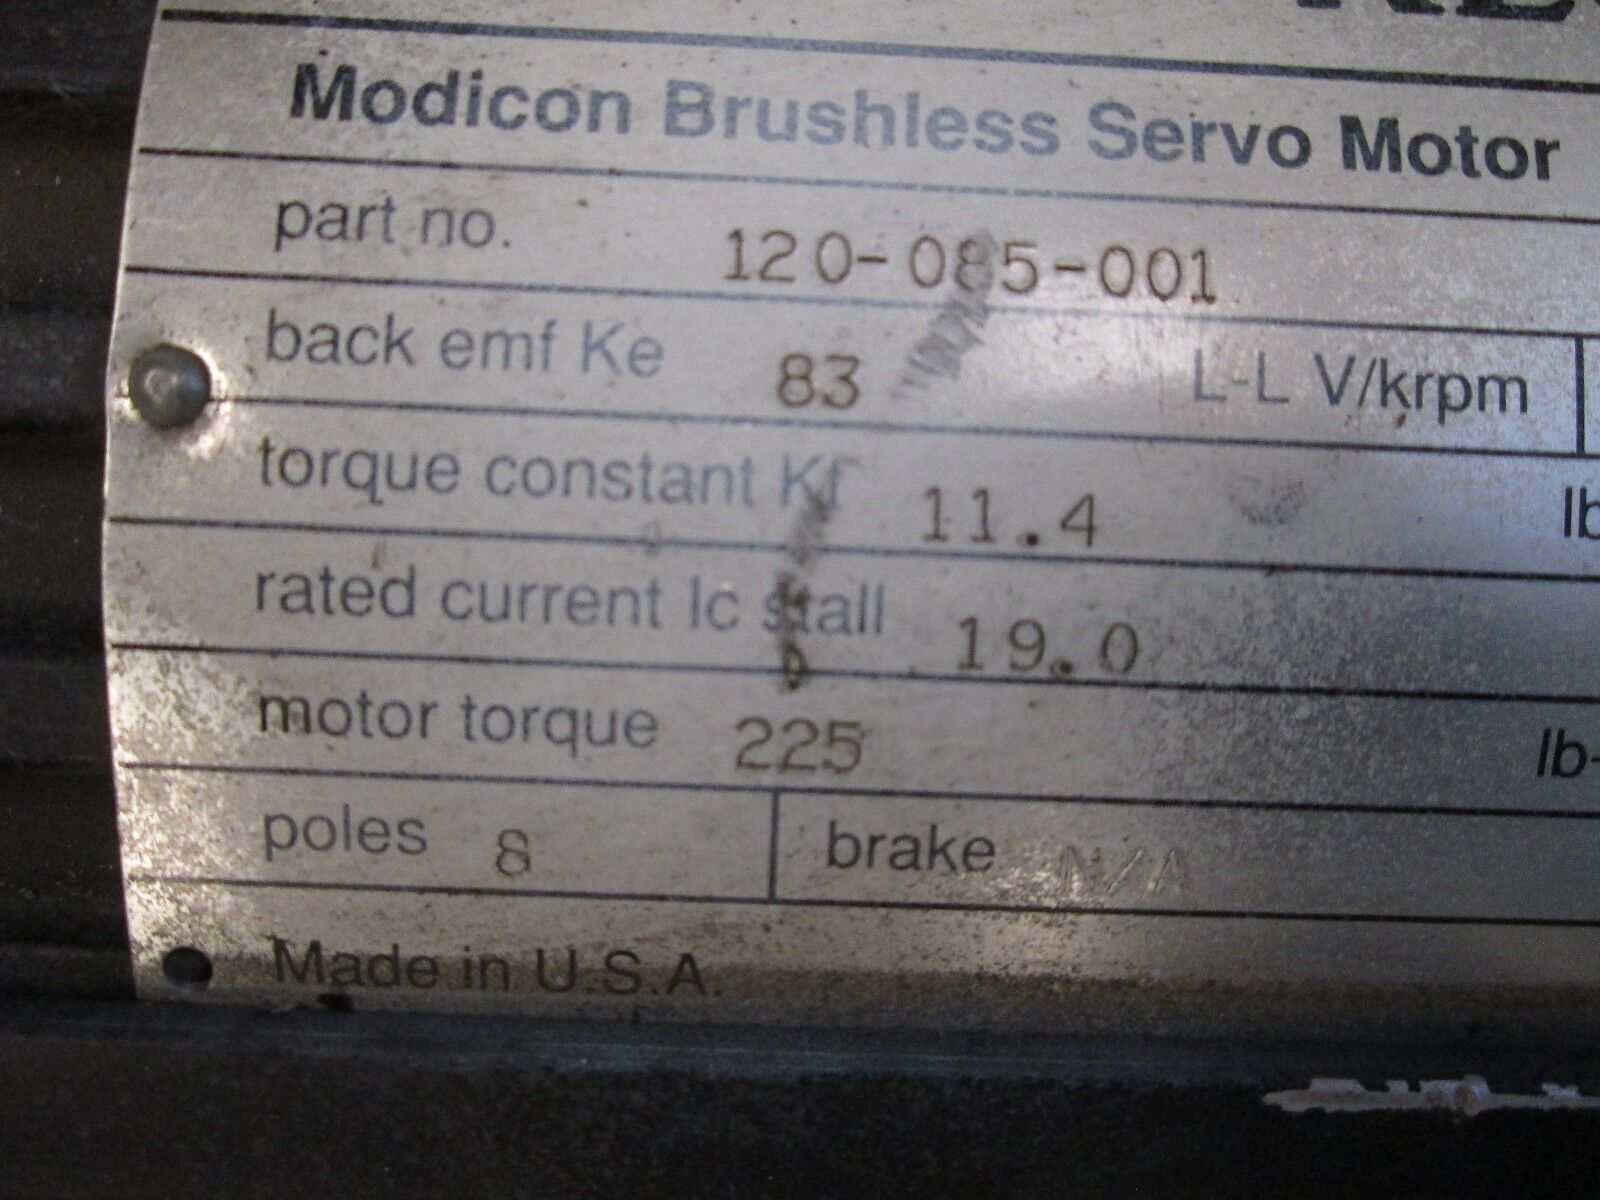 Modicon Brushless Servo Motor
part no. 120-085-001
back emf Ke 83 L-L V/krpm
torque constant Kt 11.4 lb
rated current Ic stall 19.0
motor torque 225 lb-
poles 8 brake N/A
Made in U.S.A.